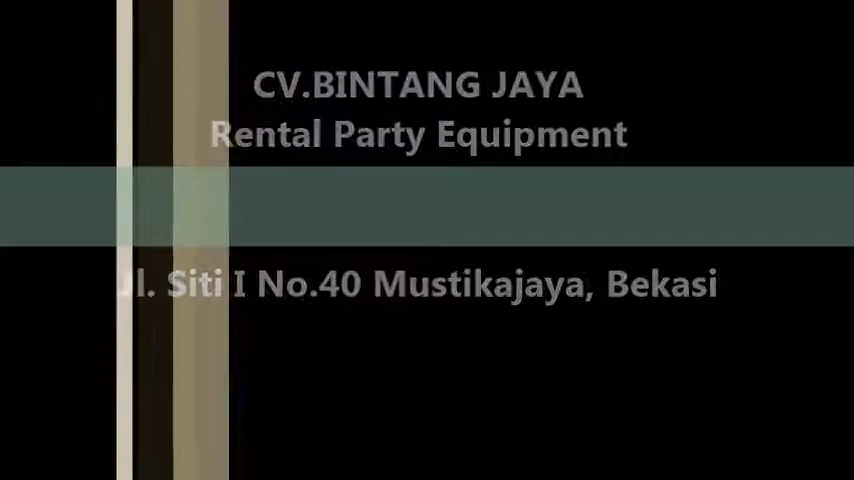 CV.BINTANG JAYA
Rental Party Equipment
Jl. Siti I No.40 Mustikajaya, Bekasi